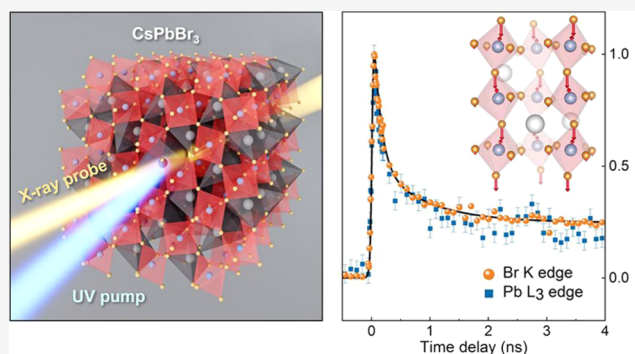 CsPbBr₃
X-ray probe
UV pump
1.0
0.5
0.0
Br K edge
Pb L₃ edge
0
1
2
3
4
Time delay (ns)